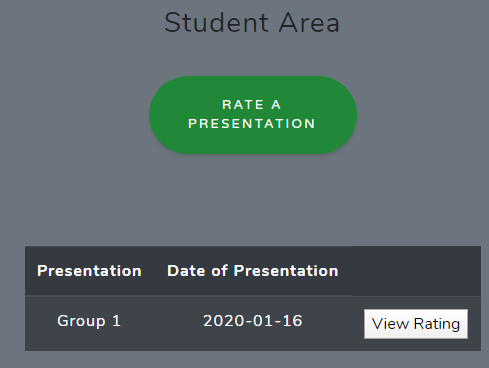 Student Area
RATE A
PRESENTATION
Presentation Date of Presentation
Group 1 2020-01-16 View Rating